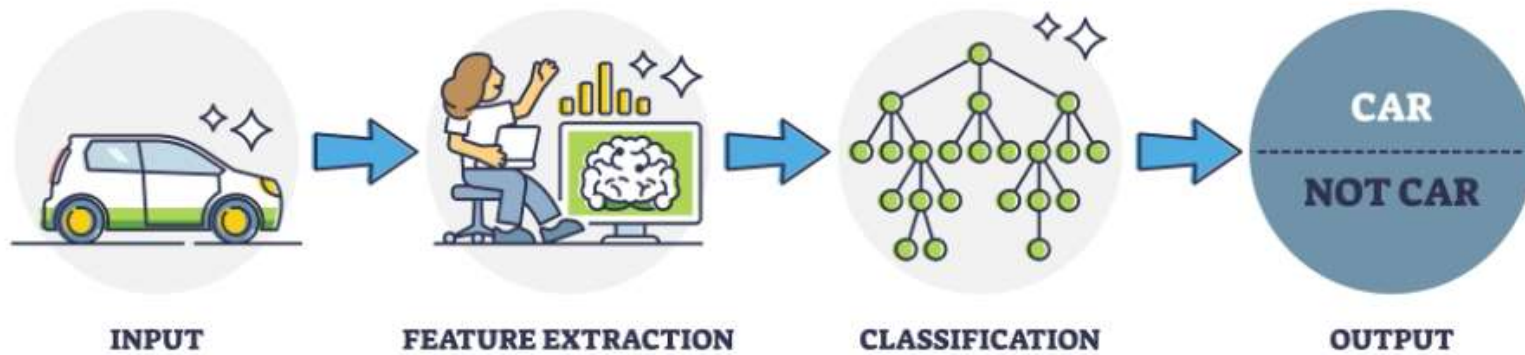 CAR
NOT CAR
INPUT
FEATURE EXTRACTION
CLASSIFICATION
OUTPUT